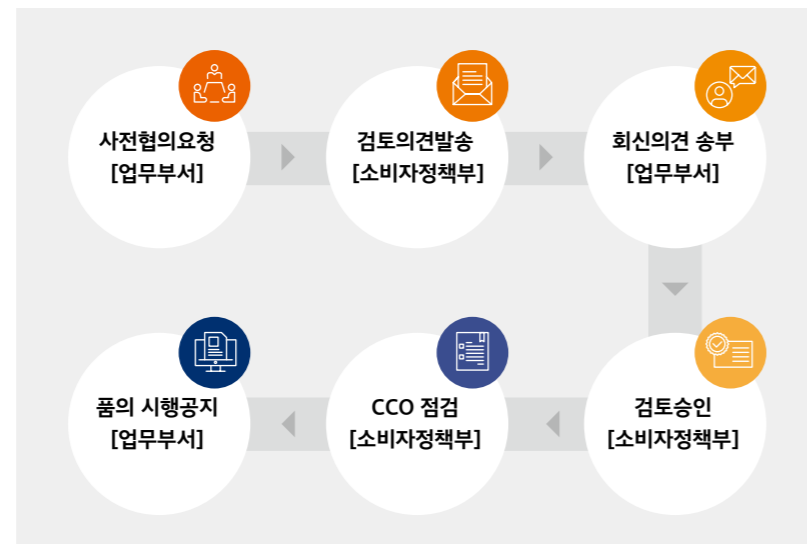 사전협의요청
[업무부서]
검토의견발송
[소비자정책부]
회신의견 송부
[업무부서]
검토승인
[소비자정책부]
CCO 점검
[소비자정책부]
품의 시행공지
[업무부서]